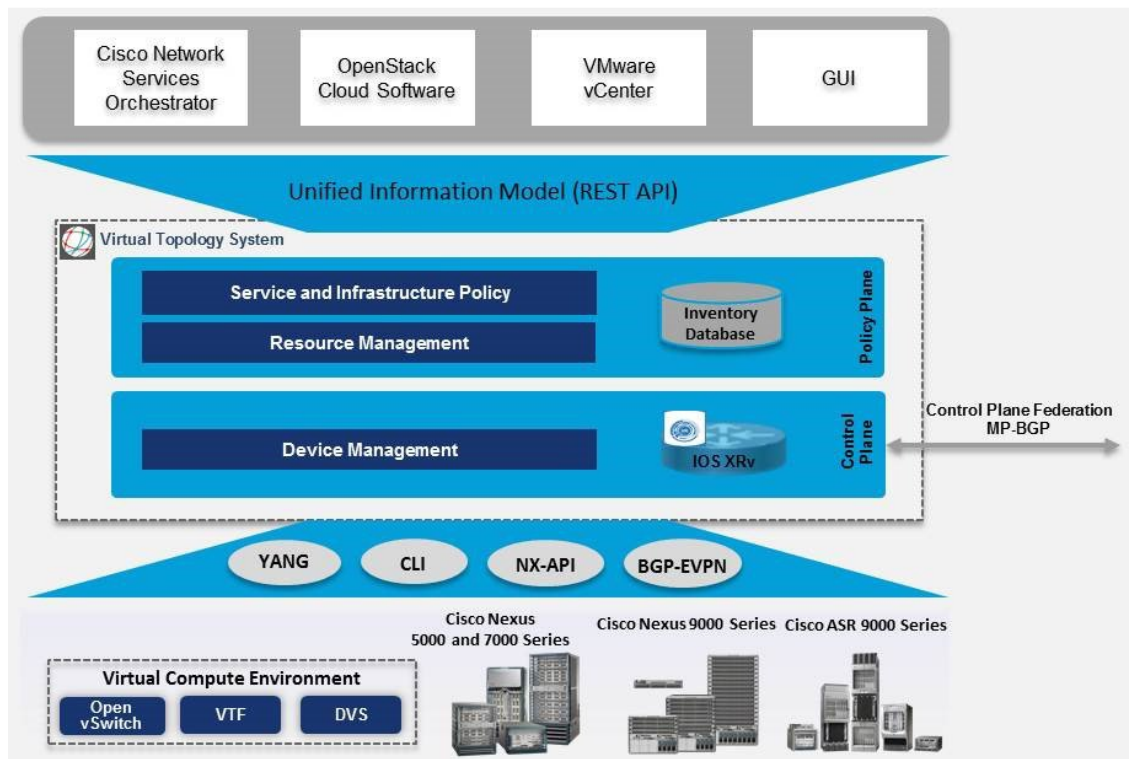 Cisco Network
Services
Orchestrator
OpenStack
Cloud Software
VMware
vCenter
GUI
Unified Information Model (REST API)
Virtual Topology System
Service and Infrastructure Policy
Resource Management
Inventory
Database
Policy Plane
Device Management
IOS XRv
Control
Plane
Control Plane Federation
MP-BGP
YANG
CLI
NX-API
BGP-EVPN
Cisco Nexus
5000 and 7000 Series
Cisco Nexus 9000 Series
Cisco ASR 9000 Series
Virtual Compute Environment
Open
vSwitch
VTF
DVS